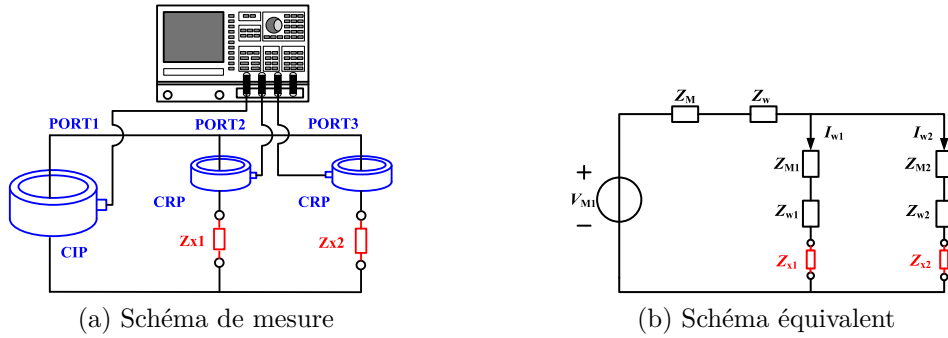 PORT1 PORT2 PORT3
CRP CRP
Zx1 Zx2
CIP
(a) Schéma de mesure
Z_M Z_w
I_w1 I_w2
Z_M1 Z_M2
+
V_M1
−
Z_w1 Z_w2
Z_x1 Z_x2
(b) Schéma équivalent